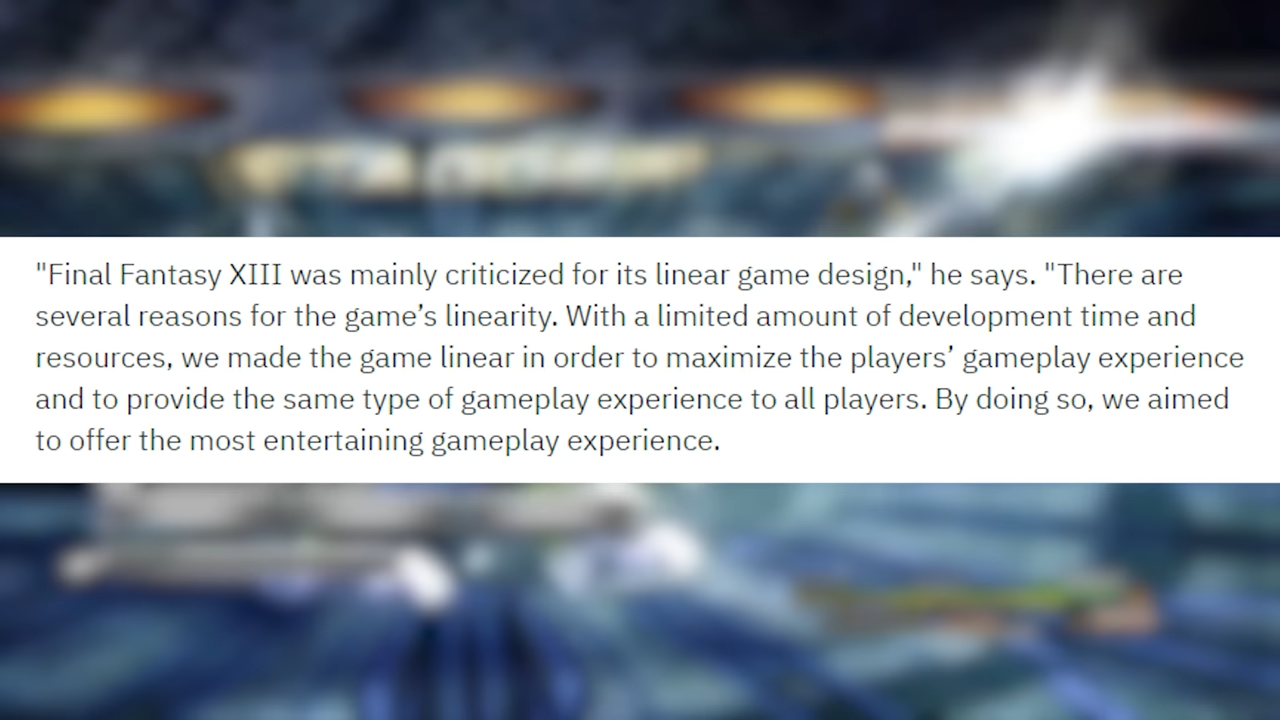 "Final Fantasy XIII was mainly criticized for its linear game design," he says. "There are
several reasons for the game’s linearity. With a limited amount of development time and
resources, we made the game linear in order to maximize the players’ gameplay experience
and to provide the same type of gameplay experience to all players. By doing so, we aimed
to offer the most entertaining gameplay experience.